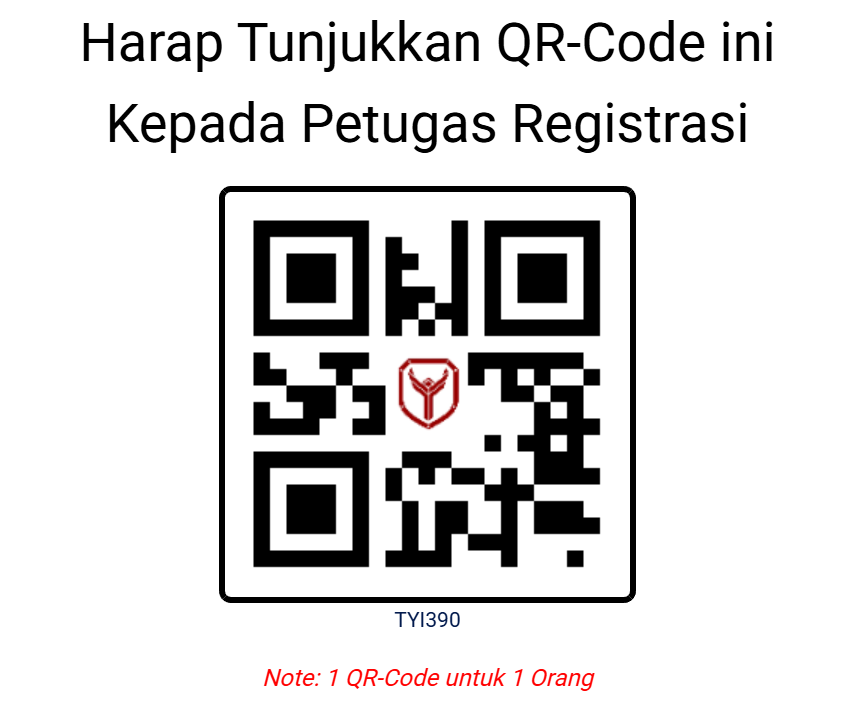 Harap Tunjukkan QR-Code ini
Kepada Petugas Registrasi
TYI390
Note: 1 QR-Code untuk 1 Orang